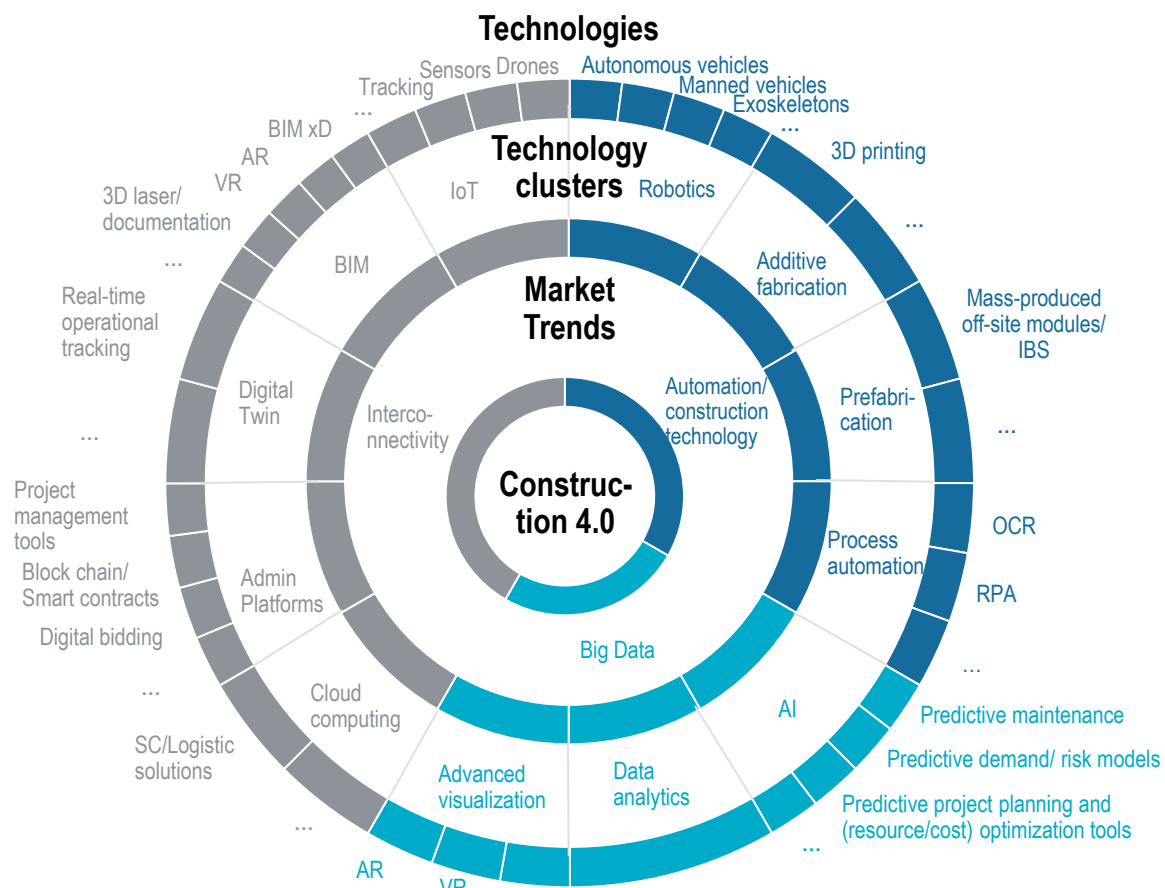 Technologies
Sensors
Drones
Tracking
...
BIM xD
AR
VR
3D laser/
documentation
...
Real-time
operational
tracking
...
Project
management
tools
Block chain/
Smart contracts
Digital bidding
...
SC/Logistic
solutions
...
Autonomous vehicles
Manned vehicles
Exoskeletons
...
3D printing
...
Mass-produced
off-site modules/
IBS
...
OCR
RPA
...
Predictive maintenance
Predictive demand/ risk models
Predictive project planning and
(resource/cost) optimization tools
...
AR
VR
Technology
clusters
IoT
BIM
Digital
Twin
Admin
Platforms
Cloud
computing
Robotics
Additive
fabrication
Prefabri-
cation
Process
automation
AI
Data
analytics
Advanced
visualization
Market
Trends
Interco-
nnectivity
Automation/
construction
technology
Big Data
Construc-
tion 4.0